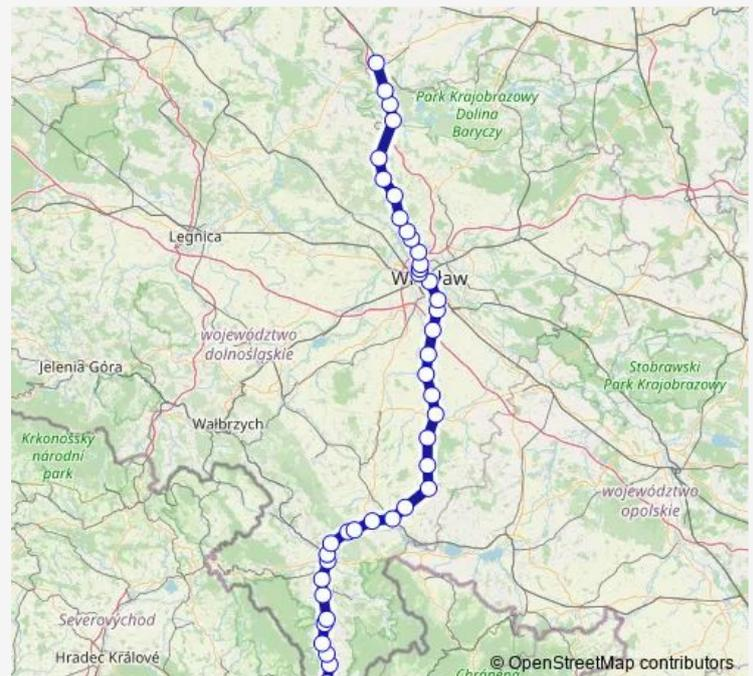 Park Krajobrazowy
Dolina
Baryczy
Legnica
województwo
dolnośląskie
Jelenia Góra
Stobrawski
Park Krajobrazowy
Wałbrzych
Krkonošský
národní
park
województwo
opolskie
Severovýchod
Hradec Králové
© OpenStreetMap contributors